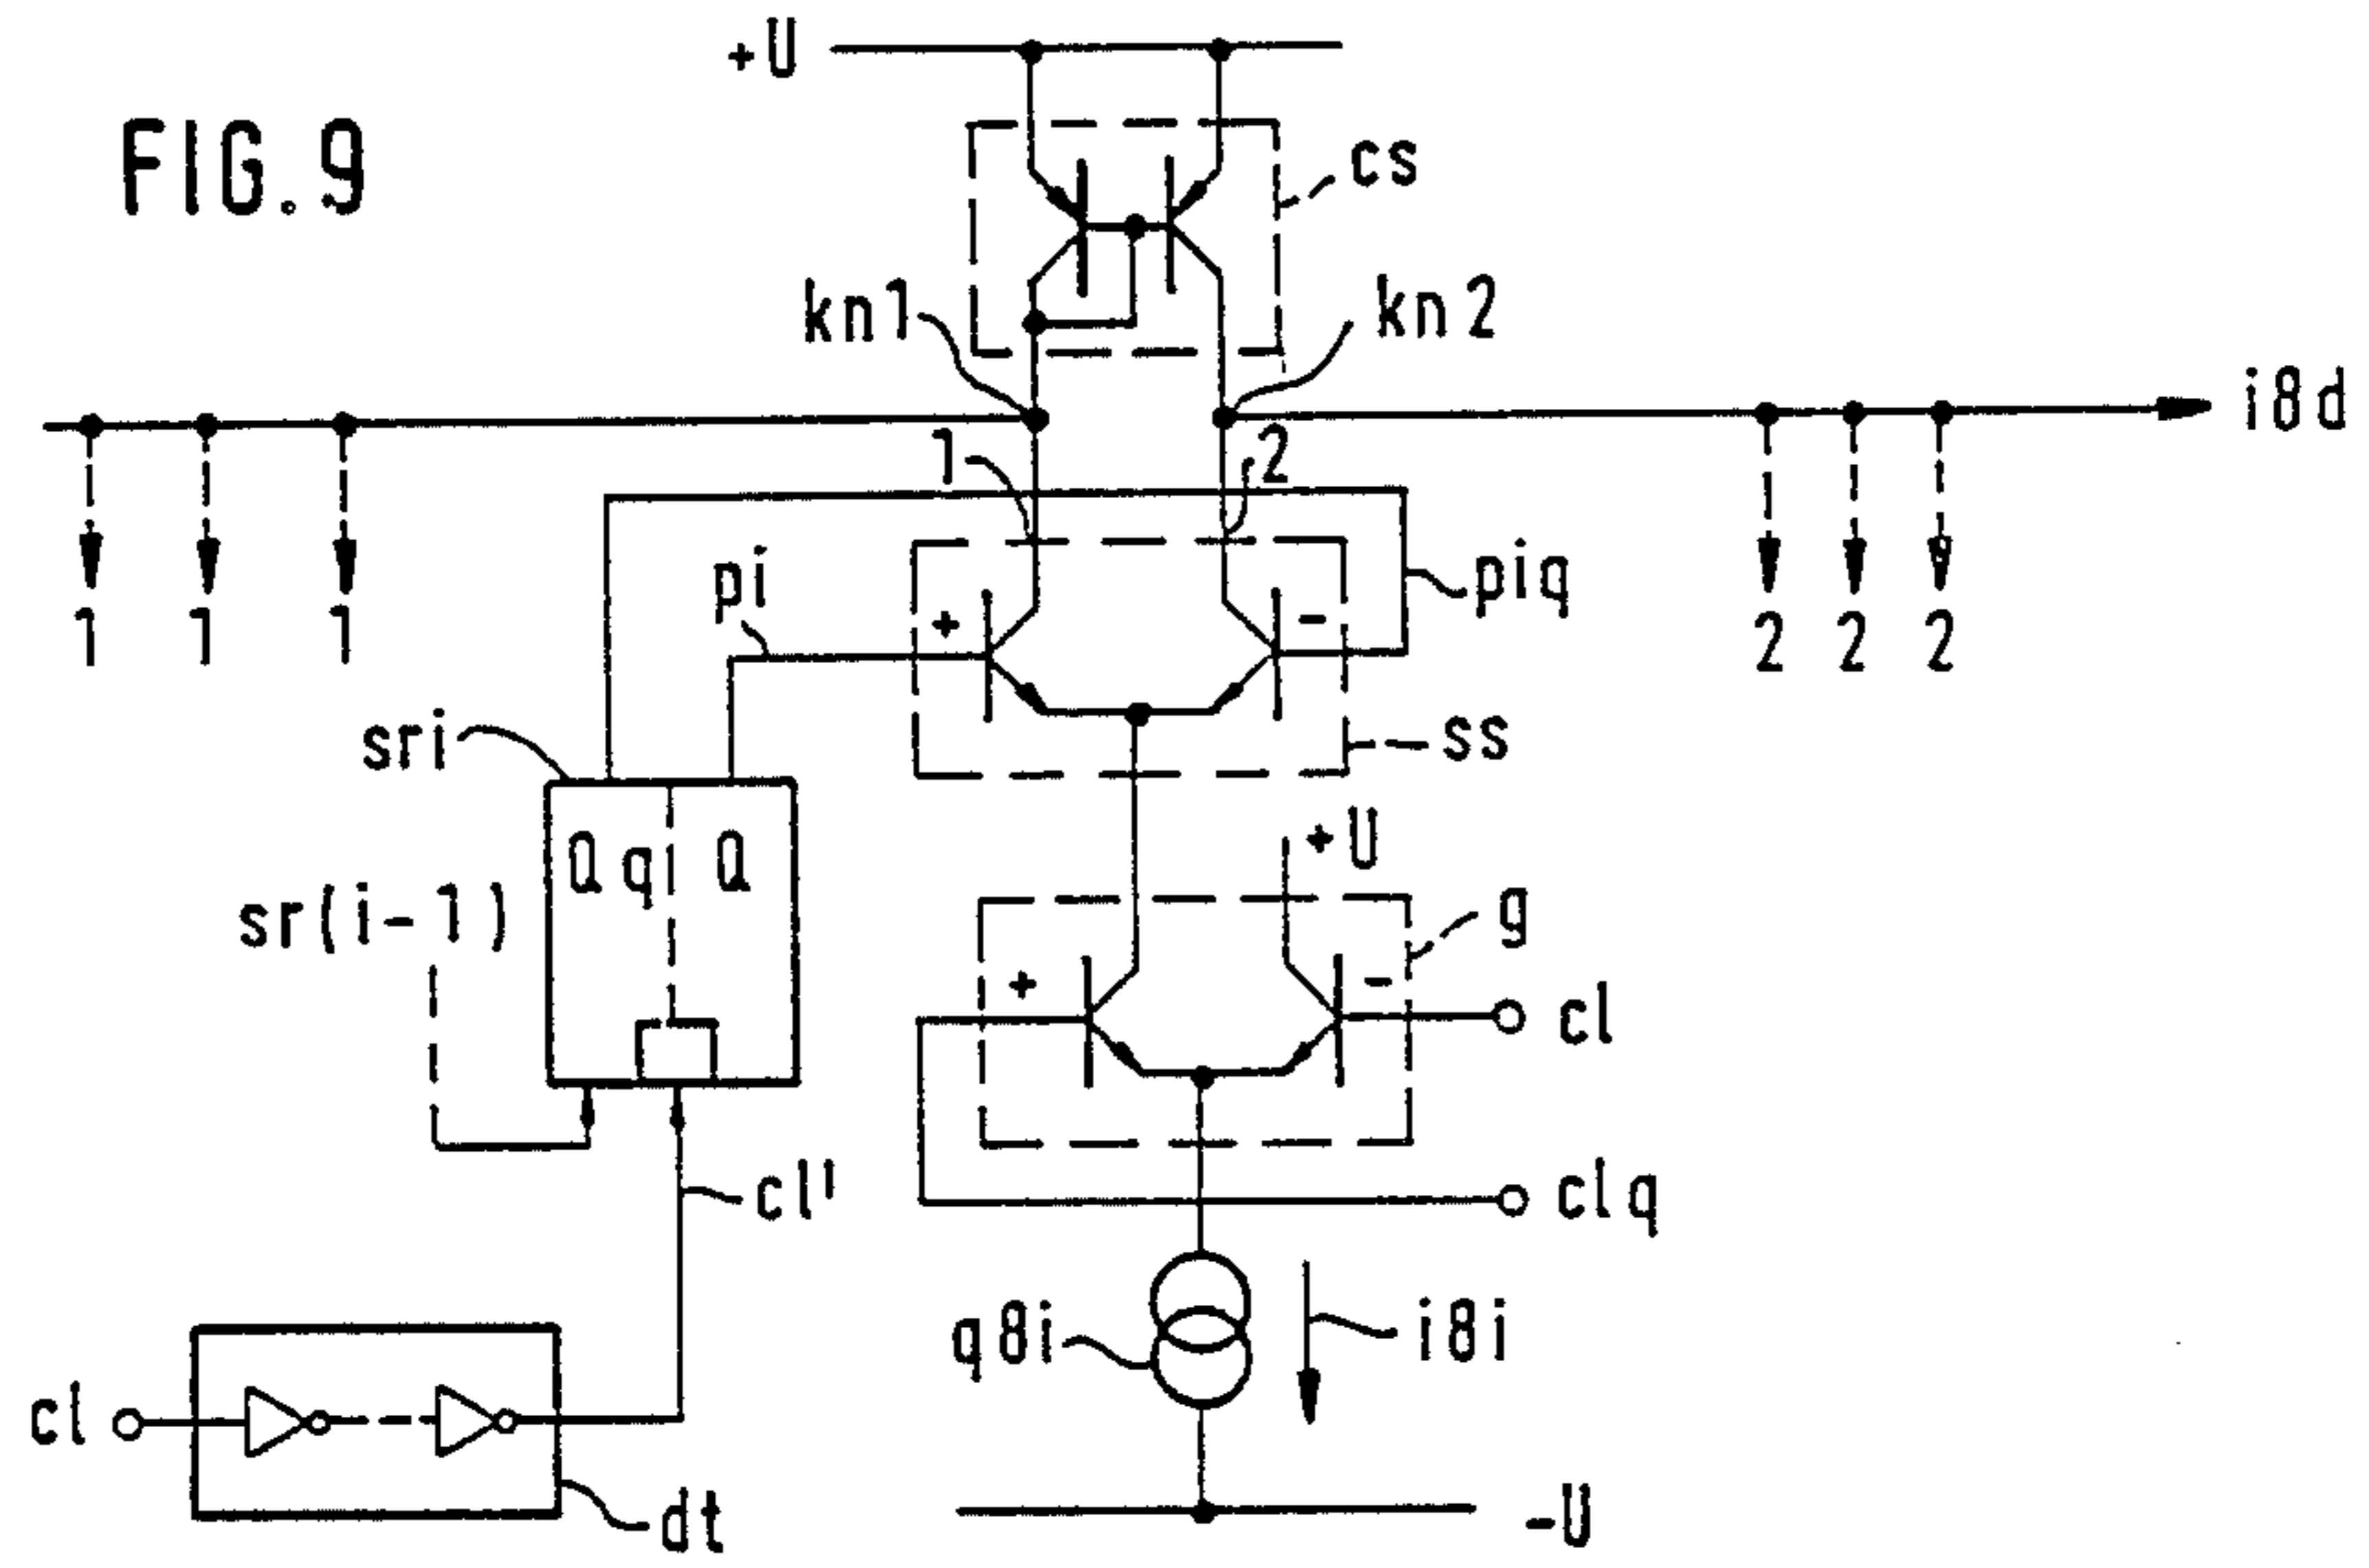 +U
FIG.9
cs
kn1
kn2
i8d
1
2
pi
piq
+
-
1 1 1
2 2 2
sri
ss
+U
Qq Q
sr(i-1)
g
+
-
cl
cl'
clq
q8i
i8i
cl
dt
-U